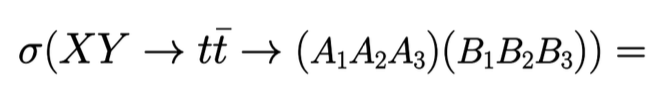 σ(XY → tt̄ → (A₁A₂A₃)(B₁B₂B₃)) =